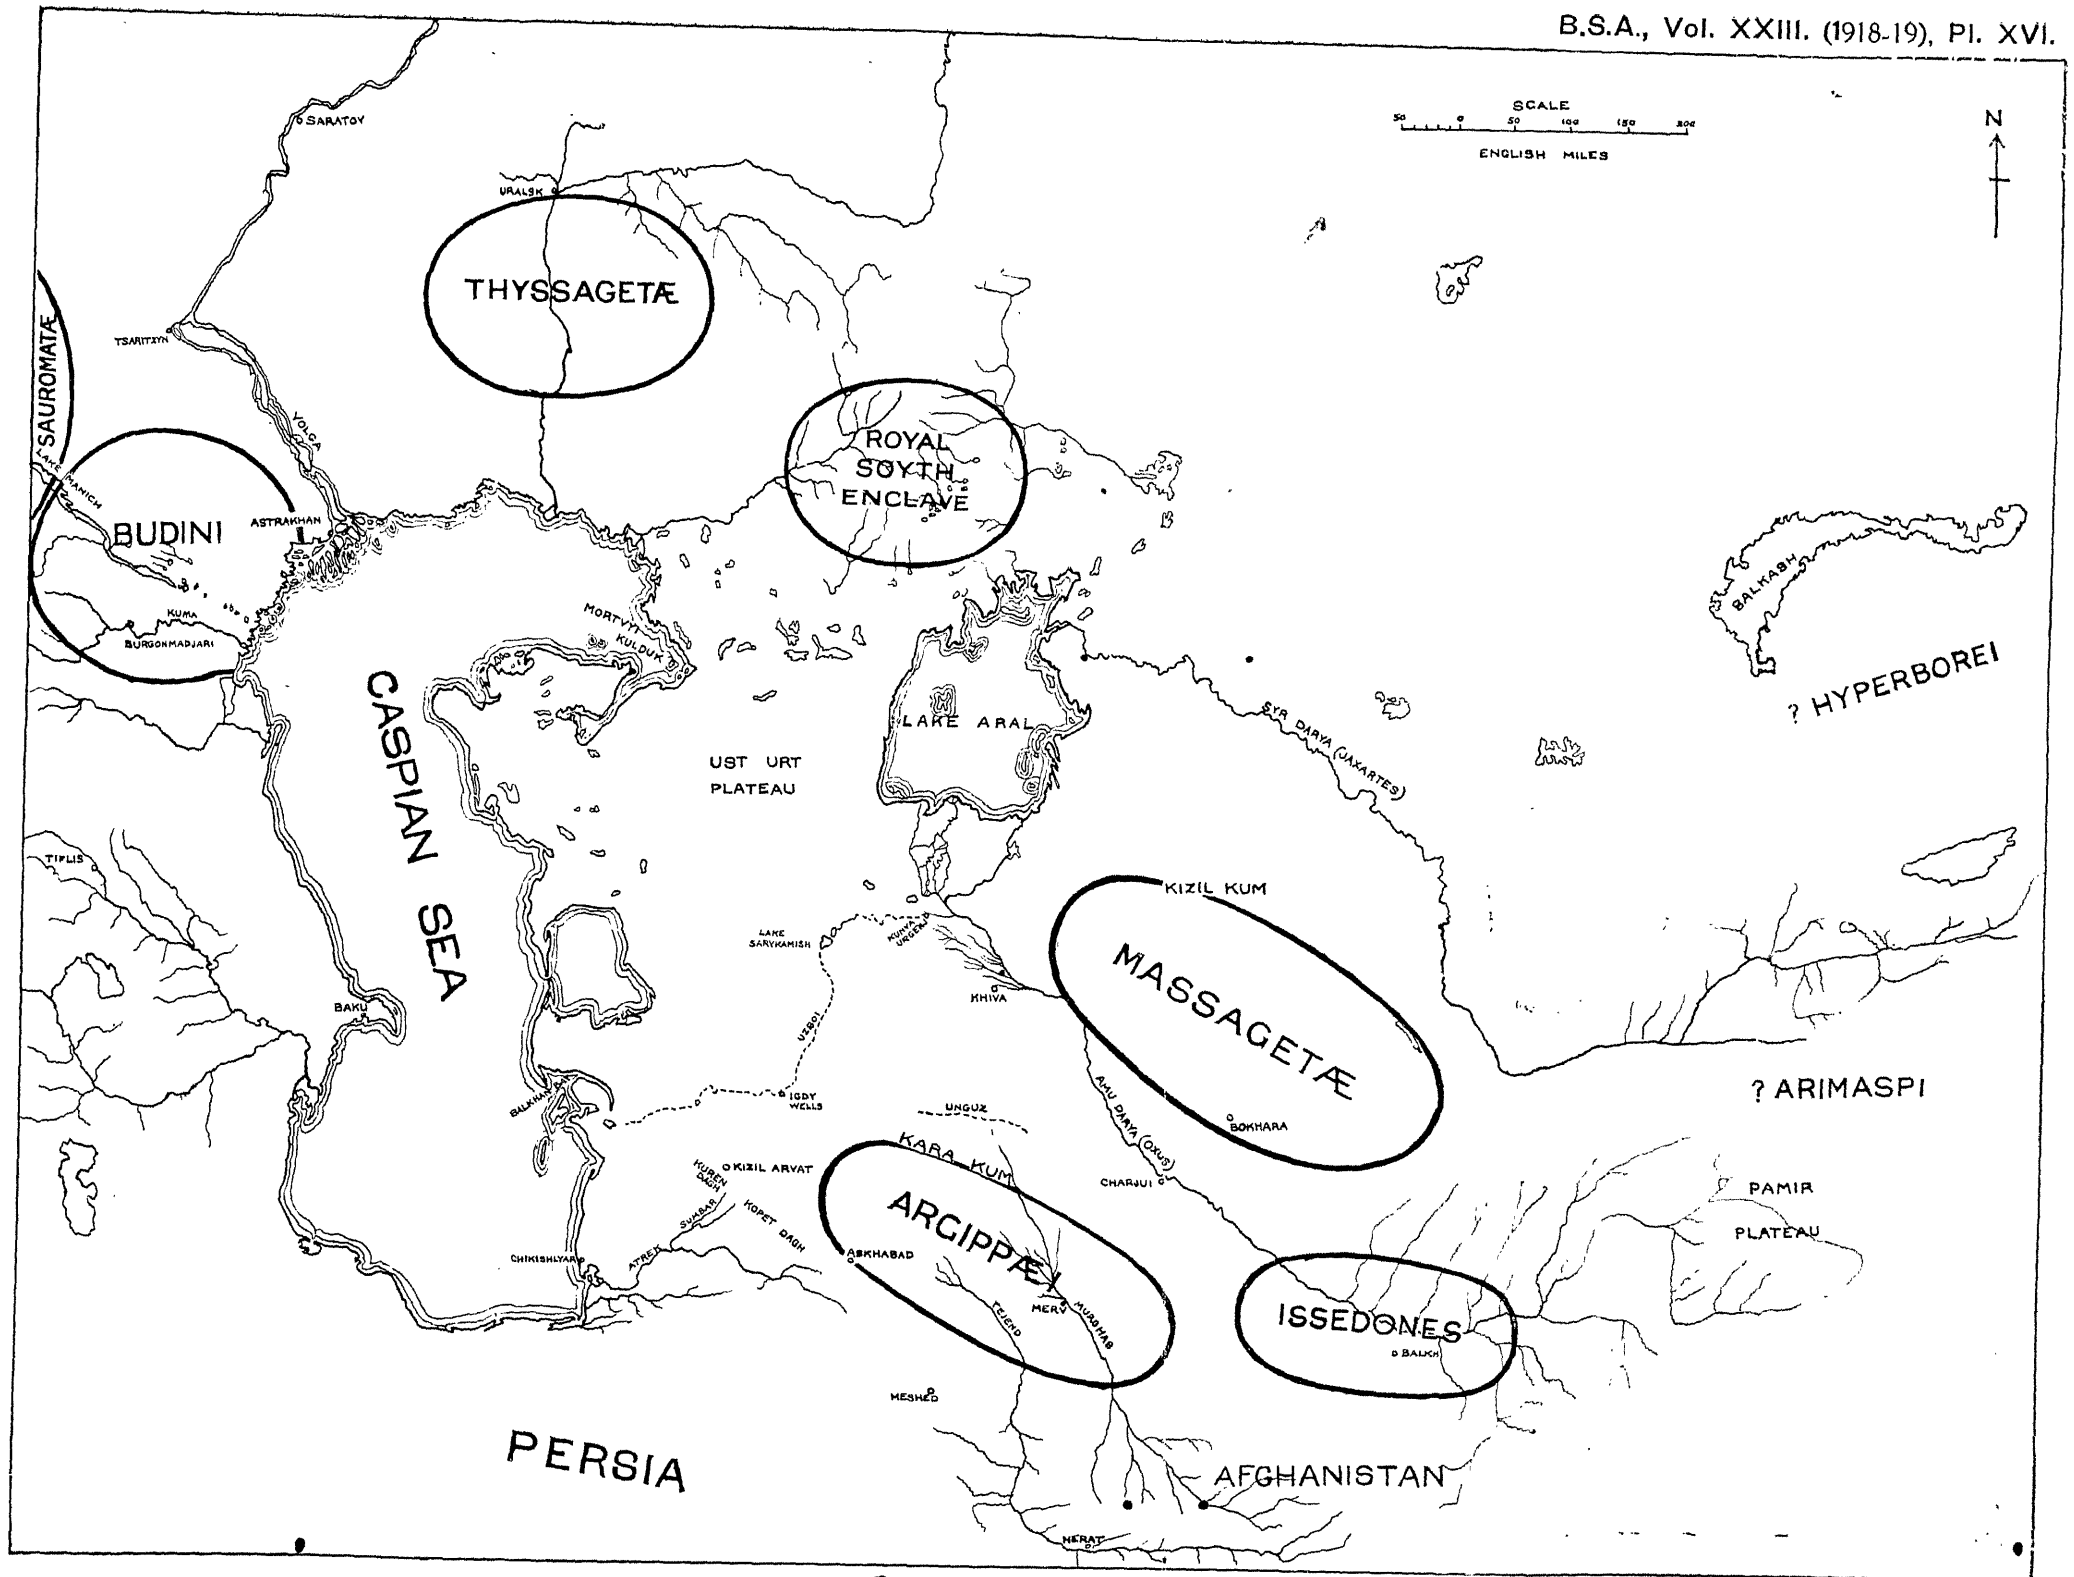 B.S.A., Vol. XXIII. (1918-19), Pl. XVI.
SCALE
50 0 50 100 150 200
ENGLISH MILES
N
SARATOV
URALSK
THYSSAGETÆ
SAUROMATÆ
TSARITZYN
VOLGA
ROYAL
SCYTH
ENCLAVE
LAKE MANICH
BUDINI
ASTRAKHAN
KUMA
BURGONMADJARI
MORTVYI
KULDUK
BALKASH
? HYPERBOREI
CASPIAN SEA
LAKE ARAL
UST URT
PLATEAU
SYR DARYA (JAXARTES)
TIFLIS
KIZIL KUM
LAKE
SARYKAMISH
KUNYA
URGENJ
MASSAGETÆ
KHIVA
BAKU
UZBOI
IGDY
WELLS
BALKHAN
UNGUZ
AMU DARYA (OXUS)
BOKHARA
? ARIMASPI
KARA KUM
KUREN
DAGH
KIZIL ARVAT
CHARJUI
PAMIR
PLATEAU
SUMBAR
KOPET DAGH
ARGIPPÆI
ASKHABAD
CHIKISHLYAR
ATREK
MERV
MURGHAB
TEJEND
ISSEDONES
BALKH
MESHED
PERSIA
AFGHANISTAN
HERAT